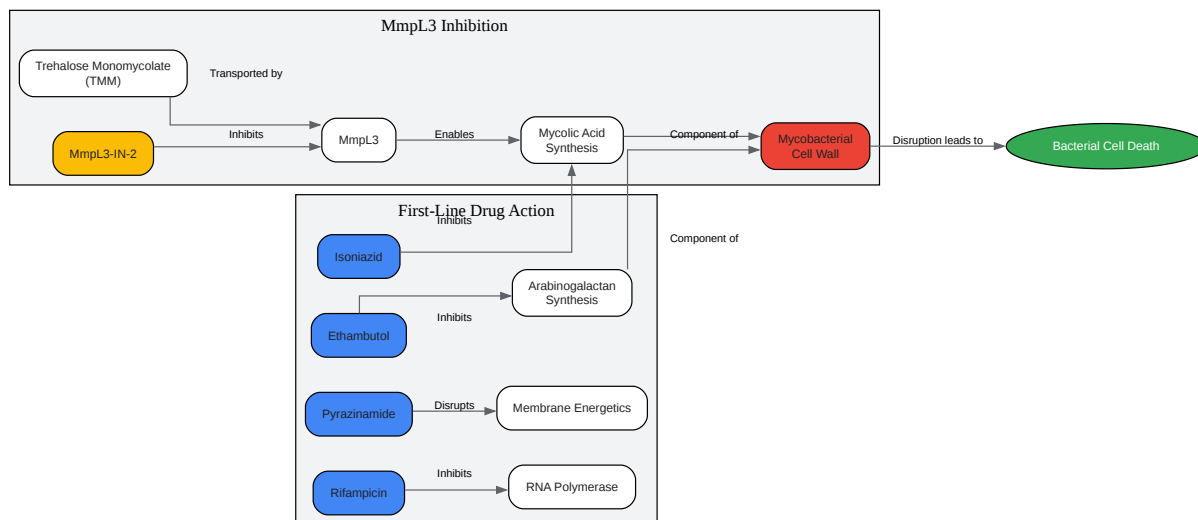 MmpL3 Inhibition
Trehalose Monomycolate
(TMM)
Transported by
MmpL3-IN-2
Inhibits
MmpL3
Enables
Mycolic Acid
Synthesis
Component of
Mycobacterial
Cell Wall
Disruption leads to
Bacterial Cell Death
First-Line Drug Action
Inhibits
Isoniazid
Component of
Arabinogalactan
Synthesis
Inhibits
Ethambutol
Pyrazinamide
Disrupts
Membrane Energetics
Rifampicin
Inhibits
RNA Polymerase